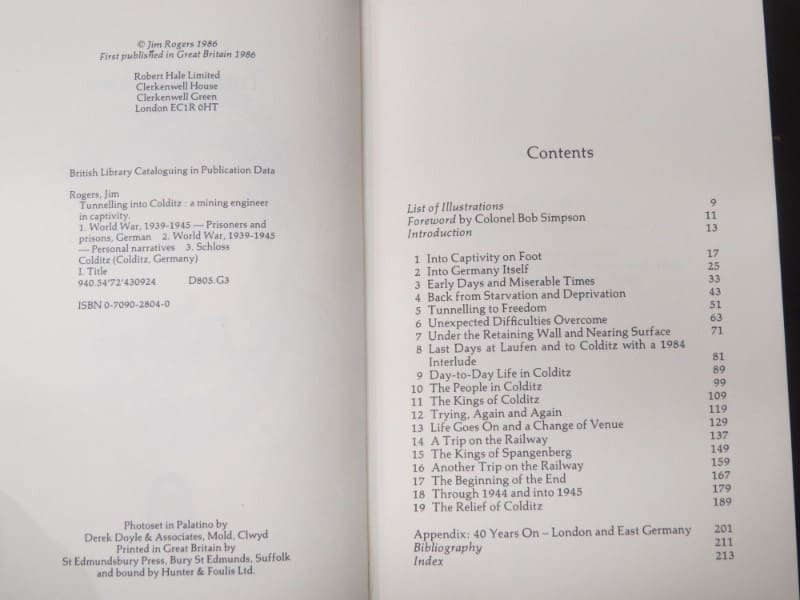 © Jim Rogers 1986
First published in Great Britain 1986
Robert Hale Limited
Clerkenwell House
Clerkenwell Green
London EC1R 0HT
British Library Cataloguing in Publication Data
Rogers, Jim
Tunnelling into Colditz : a mining engineer
in captivity.
1. World War, 1939-1945 — Prisoners and
prisons, German 2. World War, 1939-1945
— Personal narratives 3. Schloss
Colditz (Colditz, Germany)
I. Title
940.54'72'430924 D805.G3
ISBN 0-7090-2804-0
Photoset in Palatino by
Derek Doyle & Associates, Mold, Clwyd
Printed in Great Britain by
St Edmundsbury Press, Bury St Edmunds, Suffolk
and bound by Hunter & Foulis Ltd.
Contents
List of Illustrations 9
Foreword by Colonel Bob Simpson 11
Introduction 13
1 Into Captivity on Foot 17
2 Into Germany Itself 25
3 Early Days and Miserable Times 33
4 Back from Starvation and Deprivation 43
5 Tunnelling to Freedom 51
6 Unexpected Difficulties Overcome 63
7 Under the Retaining Wall and Nearing Surface 71
8 Last Days at Laufen and to Colditz with a 1984
Interlude 81
9 Day-to-Day Life in Colditz 89
10 The People in Colditz 99
11 The Kings of Colditz 109
12 Trying, Again and Again 119
13 Life Goes On and a Change of Venue 129
14 A Trip on the Railway 137
15 The Kings of Spangenberg 149
16 Another Trip on the Railway 159
17 The Beginning of the End 167
18 Through 1944 and into 1945 179
19 The Relief of Colditz 189
Appendix: 40 Years On – London and East Germany 201
Bibliography 211
Index 213